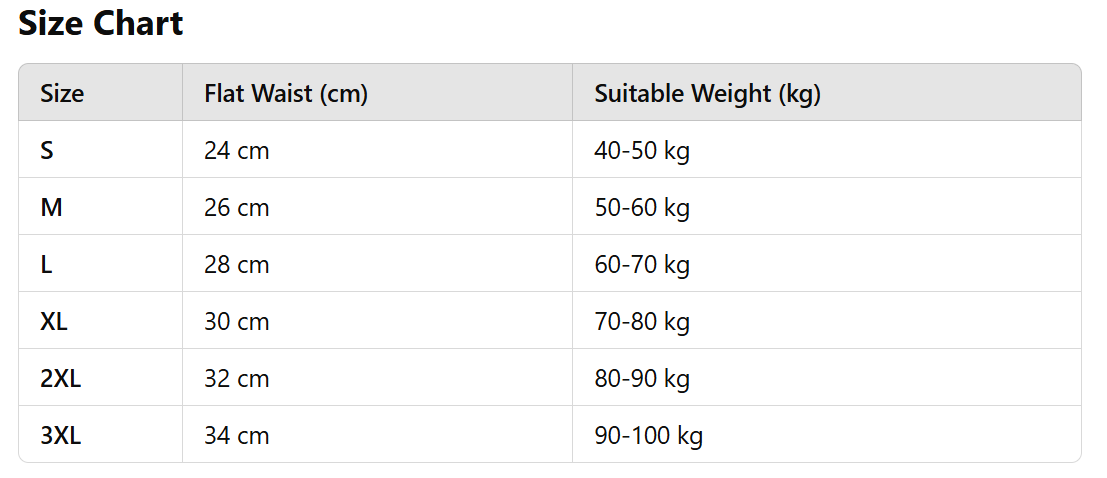 Size Chart
Size Flat Waist (cm) Suitable Weight (kg)
S 24 cm 40-50 kg
M 26 cm 50-60 kg
L 28 cm 60-70 kg
XL 30 cm 70-80 kg
2XL 32 cm 80-90 kg
3XL 34 cm 90-100 kg